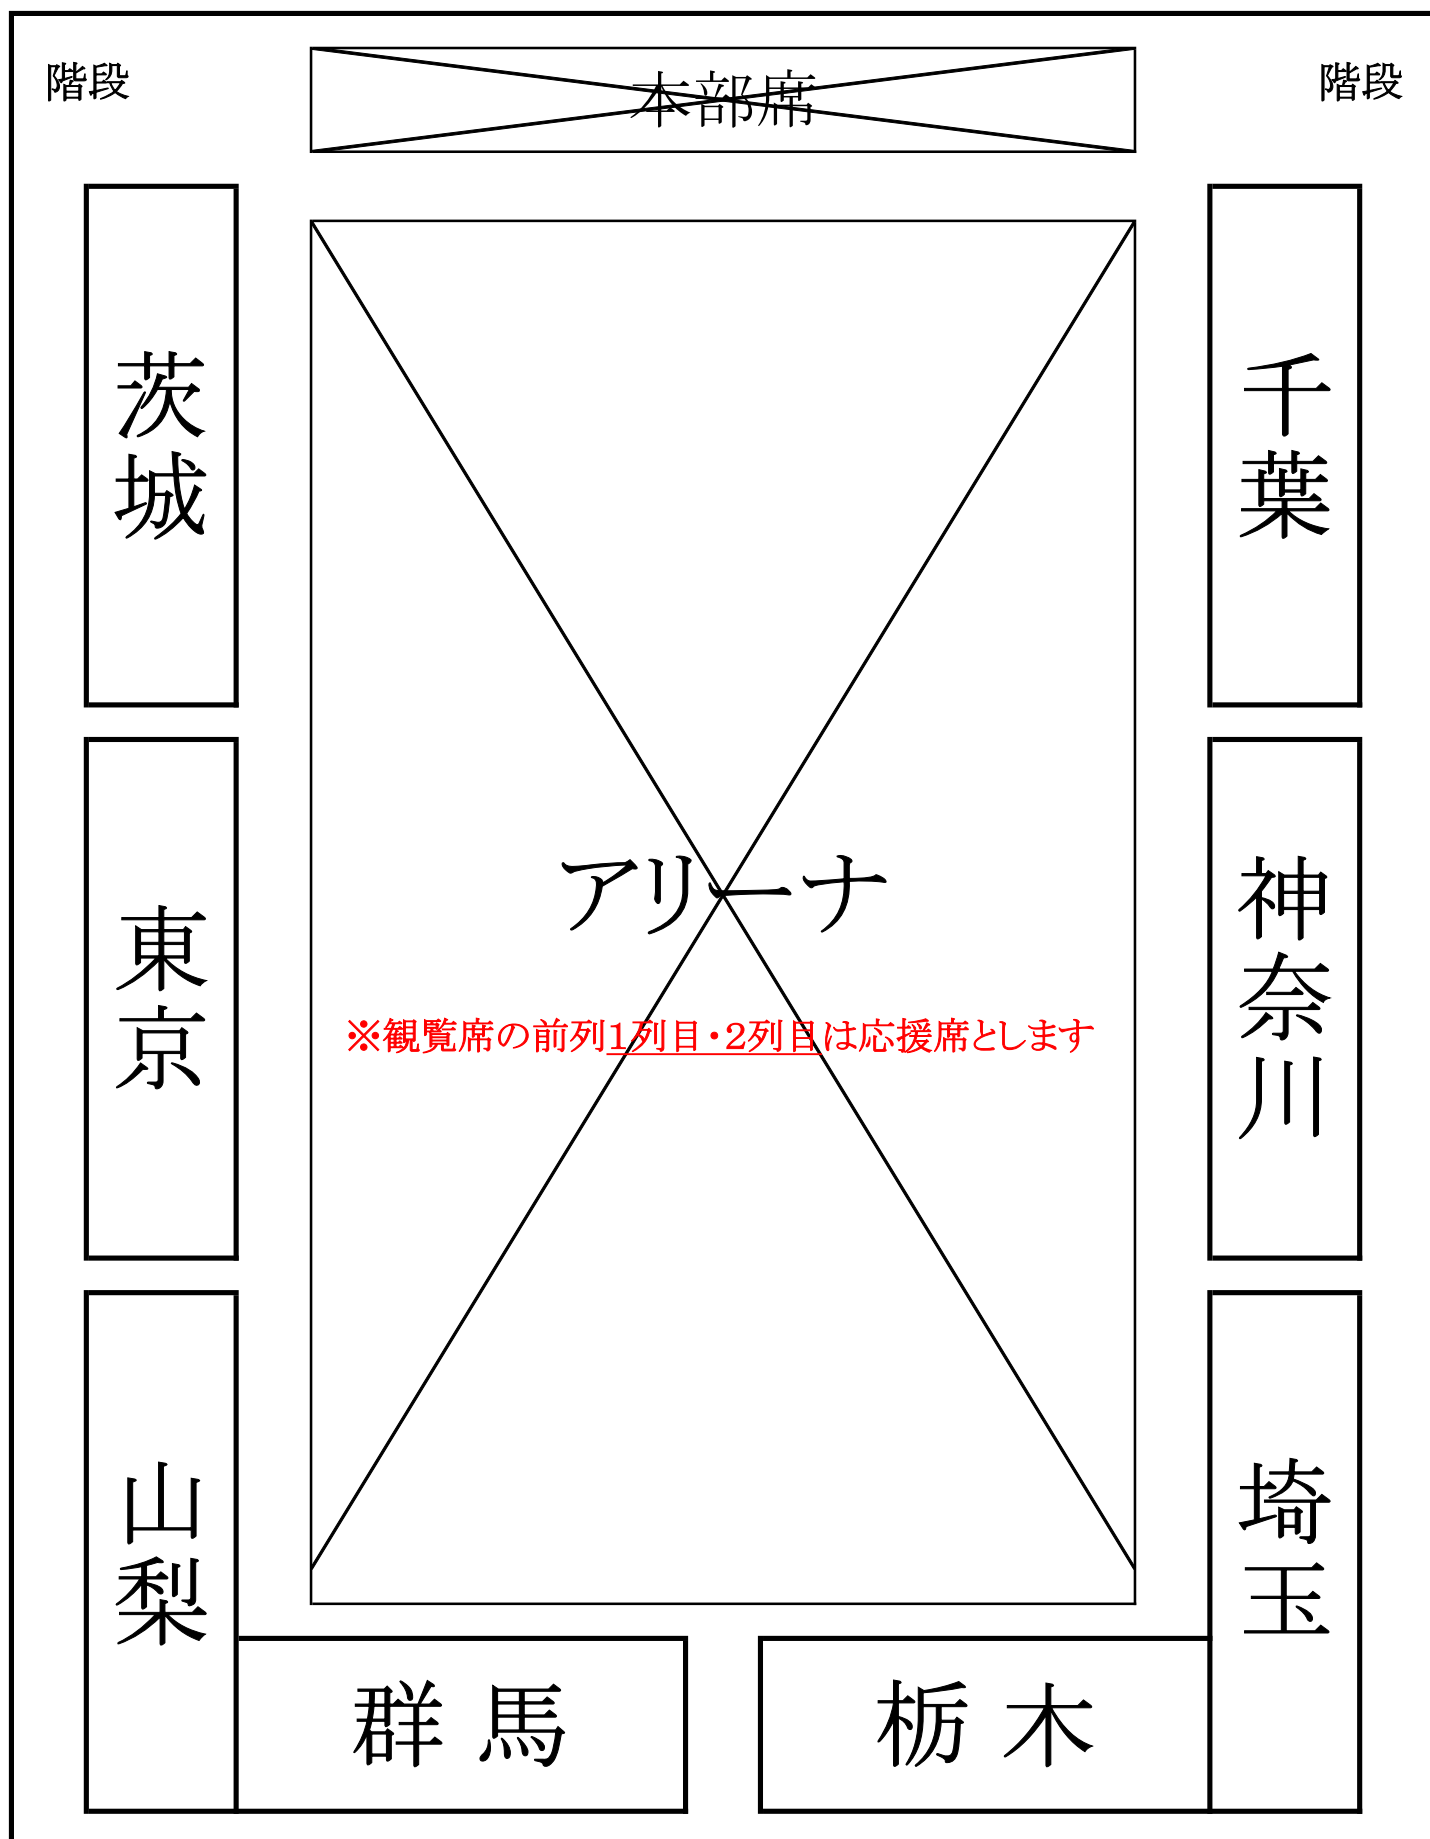 階段
本部席
階段
茨城
千葉
アリーナ
東京
神奈川
※観覧席の前列1列目・2列目は応援席とします
山梨
埼玉
群馬
栃木